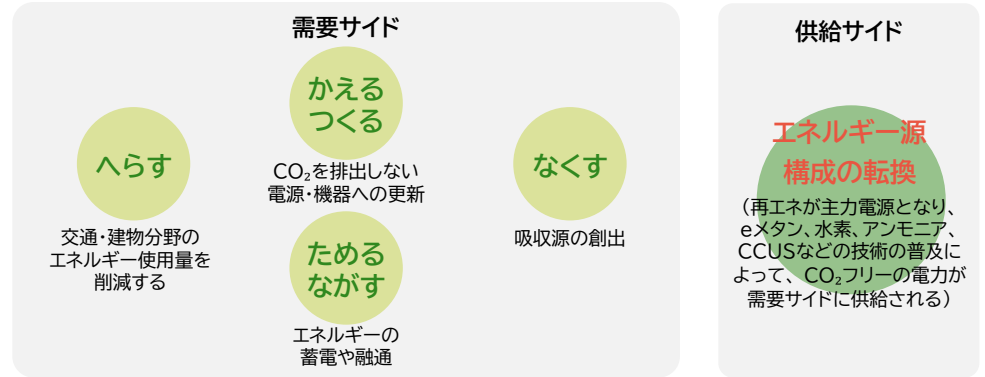 需要サイド
へらす
交通・建物分野の
エネルギー使用量を
削減する
かえる
つくる
CO₂を排出しない
電源・機器への更新
ためる
ながす
エネルギーの
蓄電や融通
なくす
吸収源の創出
供給サイド
エネルギー源
構成の転換
（再エネが主力電源となり、
eメタン、水素、アンモニア、
CCUSなどの技術の普及に
よって、CO₂フリーの電力が
需要サイドに供給される）